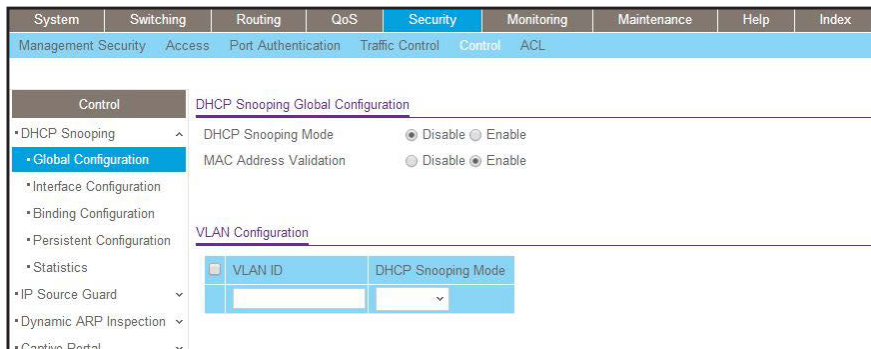 System Switching Routing QoS Security Monitoring Maintenance Help Index
Management Security Access Port Authentication Traffic Control Control ACL
Control
DHCP Snooping
Global Configuration
Interface Configuration
Binding Configuration
Persistent Configuration
Statistics
IP Source Guard
Dynamic ARP Inspection
Captive Portal
DHCP Snooping Global Configuration
DHCP Snooping Mode Disable Enable
MAC Address Validation Disable Enable
VLAN Configuration
VLAN ID DHCP Snooping Mode